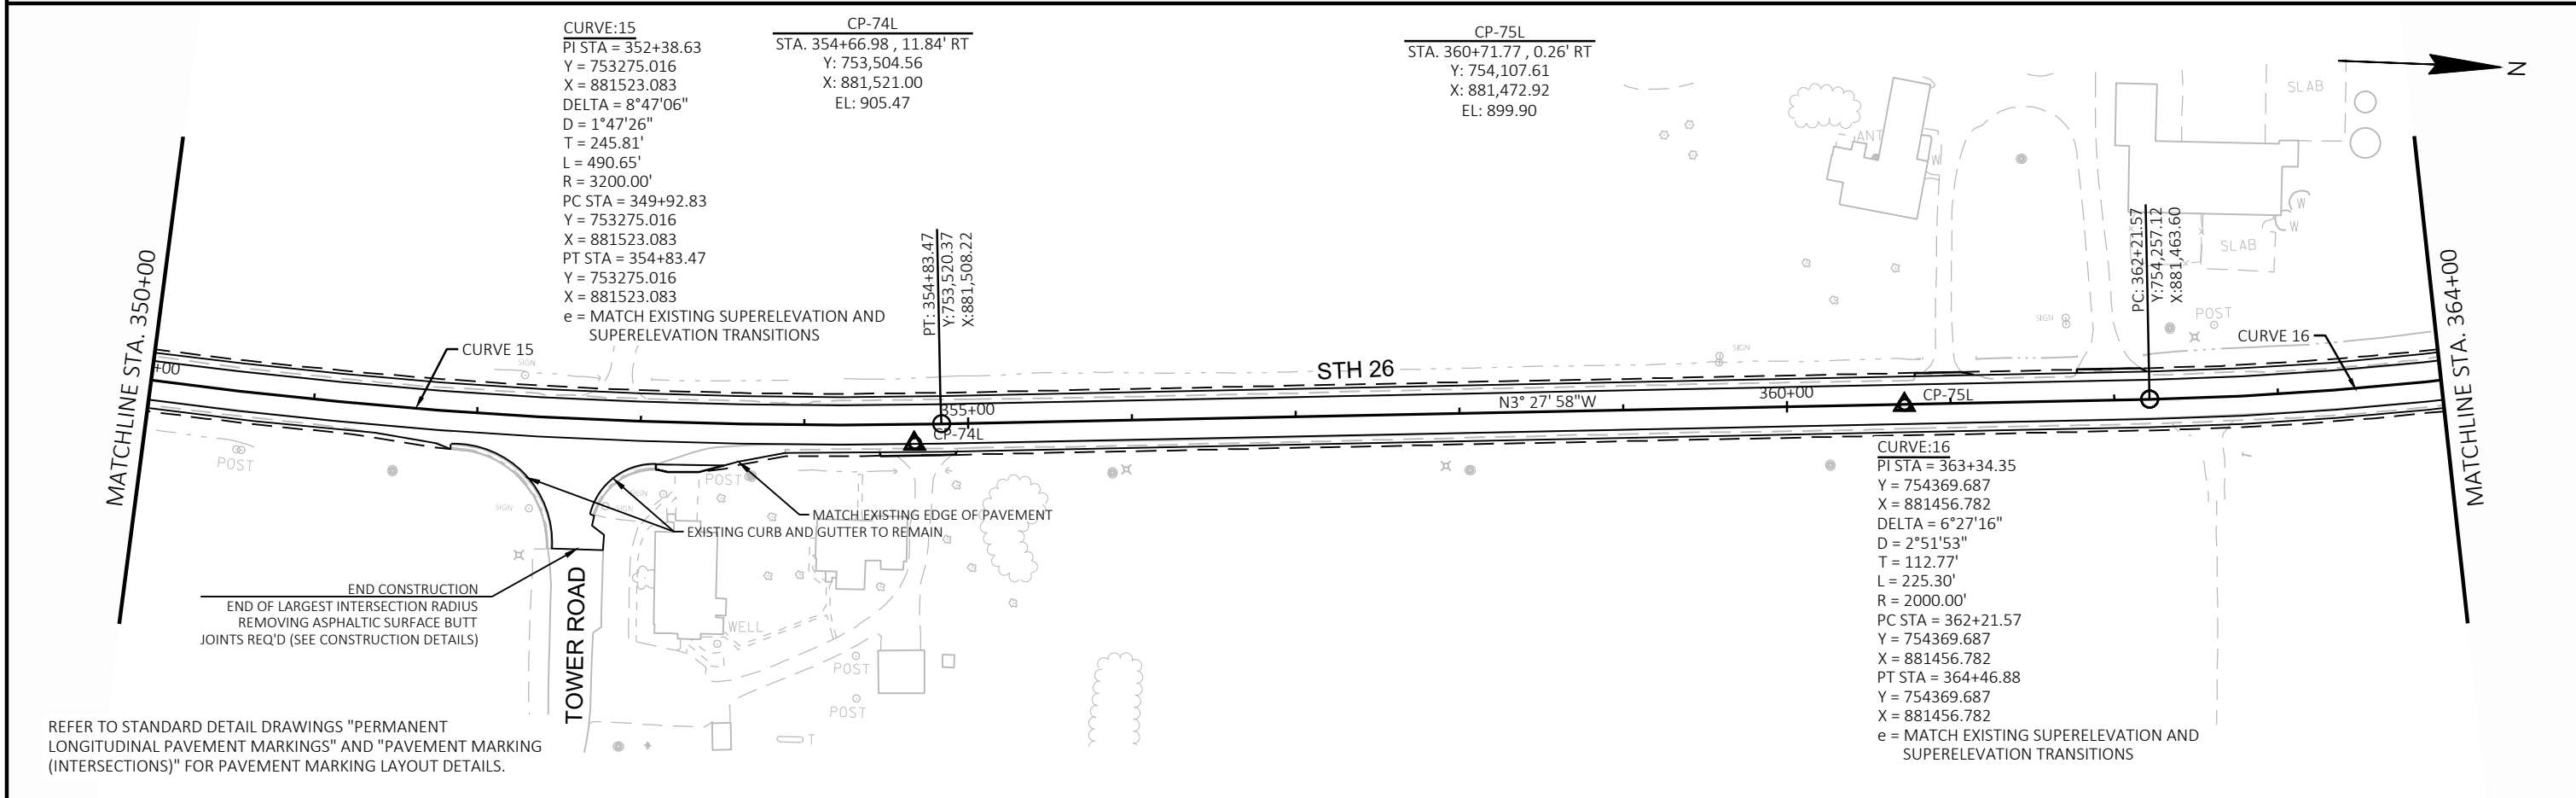 CURVE:15
PI STA = 352+38.63
Y = 753275.016
X = 881523.083
DELTA = 8°47'06"
D = 1°47'26"
T = 245.81'
L = 490.65'
R = 3200.00'
PC STA = 349+92.83
Y = 753275.016
X = 881523.083
PT STA = 354+83.47
Y = 753275.016
X = 881523.083
e = MATCH EXISTING SUPERELEVATION AND
SUPERELEVATION TRANSITIONS
CP-74L
STA. 354+66.98 , 11.84' RT
Y: 753,504.56
X: 881,521.00
EL: 905.47
CP-75L
STA. 360+71.77 , 0.26' RT
Y: 754,107.61
X: 881,472.92
EL: 899.90
N
SLAB
ANT
W
W
W
SLAB
POST
SIGN
PT: 354+83.47
Y:753,520.37
X:881,508.22
PC: 362+21.57
Y:754,257.12
X:881,463.60
MATCHLINE STA. 350+00
MATCHLINE STA. 364+00
CURVE 15
CURVE 16
SIGN
SIGN
STH 26
+00
355+00
N3° 27' 58"W
360+00
CP-74L
CP-75L
POST
POST
SIGN
SIGN
SIGN
MATCH EXISTING EDGE OF PAVEMENT
EXISTING CURB AND GUTTER TO REMAIN
END CONSTRUCTION
END OF LARGEST INTERSECTION RADIUS
REMOVING ASPHALTIC SURFACE BUTT
JOINTS REQ'D (SEE CONSTRUCTION DETAILS)
TOWER ROAD
WELL
POST
POST
T
CURVE:16
PI STA = 363+34.35
Y = 754369.687
X = 881456.782
DELTA = 6°27'16"
D = 2°51'53"
T = 112.77'
L = 225.30'
R = 2000.00'
PC STA = 362+21.57
Y = 754369.687
X = 881456.782
PT STA = 364+46.88
Y = 754369.687
X = 881456.782
e = MATCH EXISTING SUPERELEVATION AND
SUPERELEVATION TRANSITIONS
REFER TO STANDARD DETAIL DRAWINGS "PERMANENT
LONGITUDINAL PAVEMENT MARKINGS" AND "PAVEMENT MARKING
(INTERSECTIONS)" FOR PAVEMENT MARKING LAYOUT DETAILS.